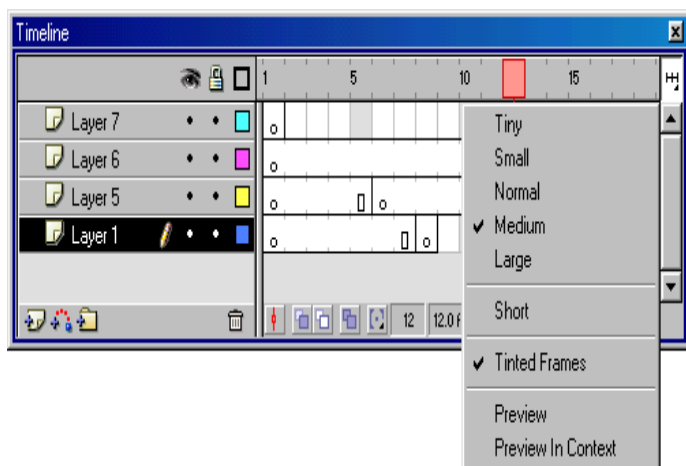 Timeline
1 5 10 15
Layer 7
Layer 6
Layer 5
Layer 1
12 12.0
Tiny
Small
Normal
Medium
Large
Short
Tinted Frames
Preview
Preview In Context